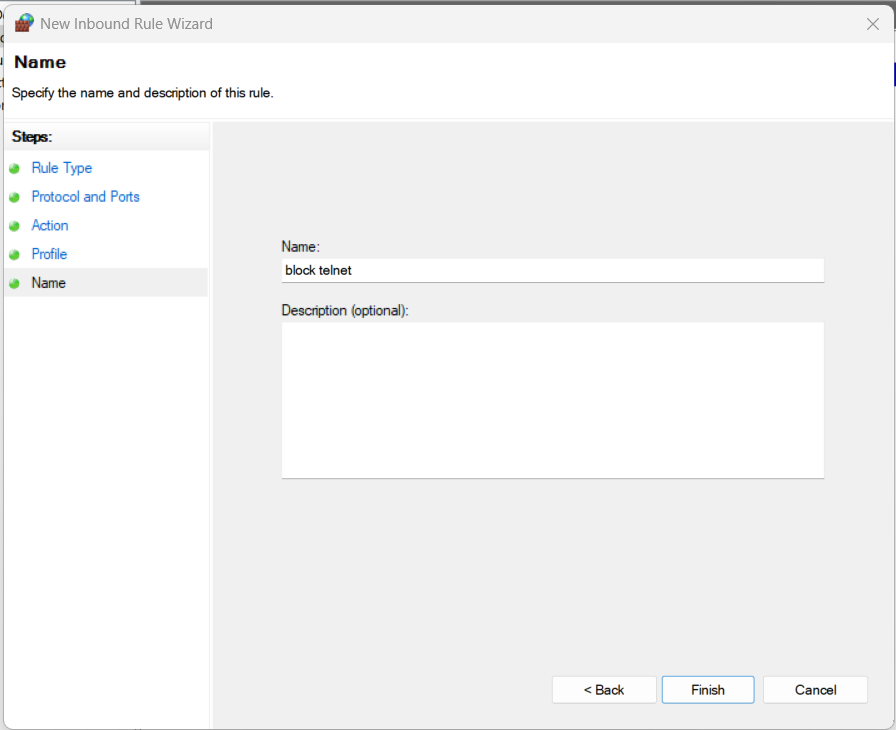 New Inbound Rule Wizard
Name
Specify the name and description of this rule.
Steps:
Rule Type
Protocol and Ports
Action
Profile
Name
Name:
block telnet
Description (optional):
< Back
Finish
Cancel